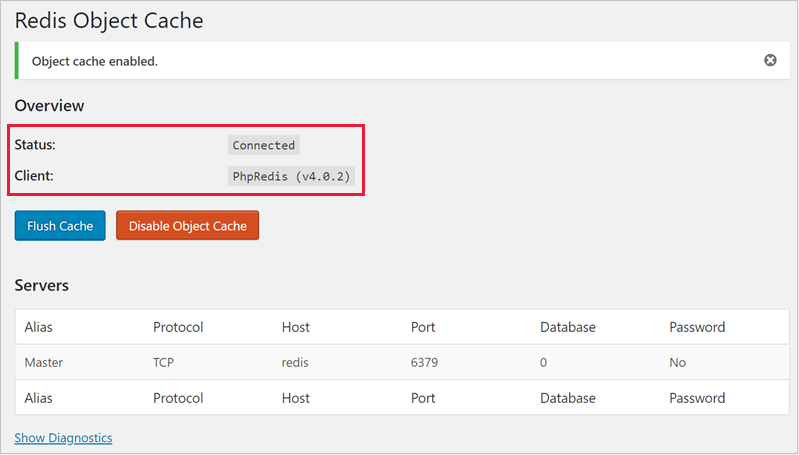 Redis Object Cache
Object cache enabled.
Overview
Status: Connected
Client: PhpRedis (v4.0.2)
Flush Cache Disable Object Cache
Servers
Alias Protocol Host Port Database Password
Master TCP redis 6379 0 No
Alias Protocol Host Port Database Password
Show Diagnostics